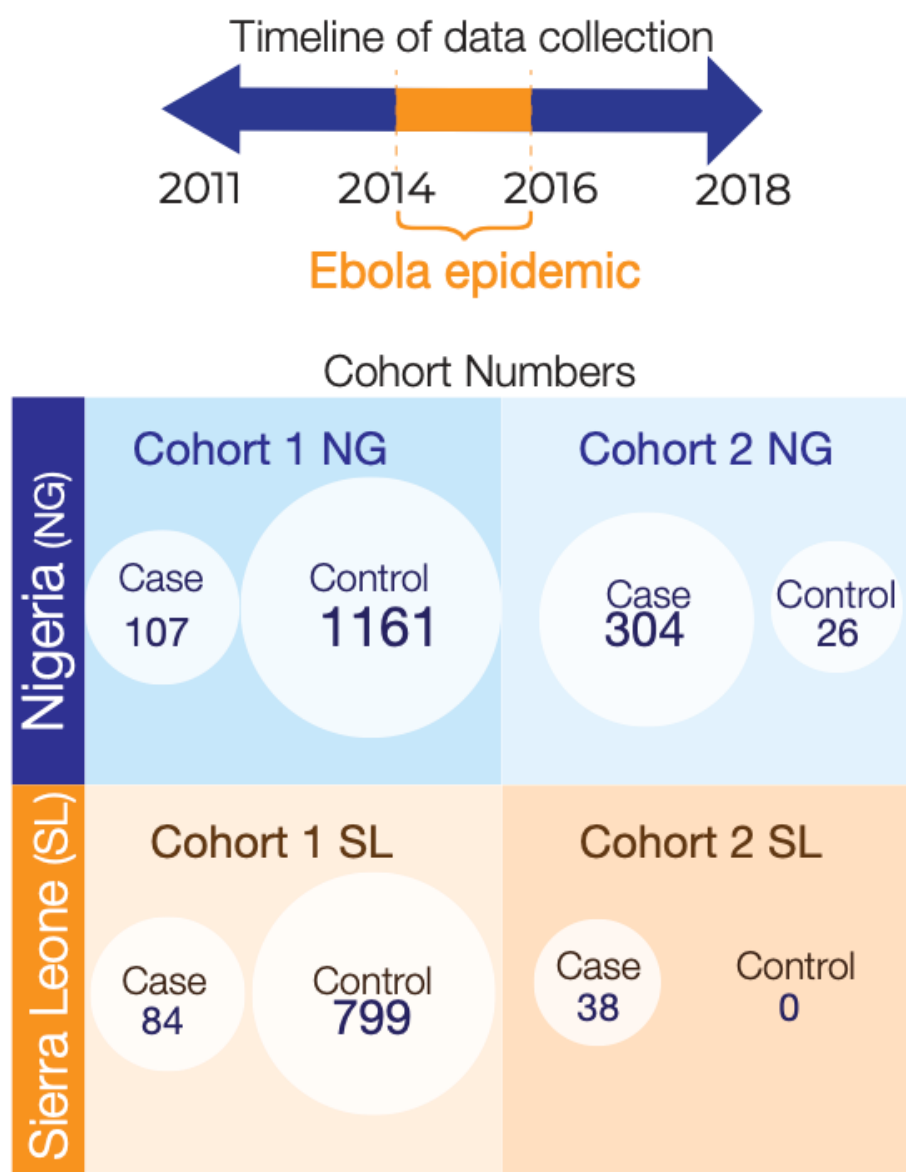 Timeline of data collection
2011 2014 2016 2018
Ebola epidemic
Cohort Numbers
Nigeria (NG)
Cohort 1 NG
Case
107
Control
1161
Cohort 2 NG
Case
304
Control
26
Sierra Leone (SL)
Cohort 1 SL
Case
84
Control
799
Cohort 2 SL
Case
38
Control
0